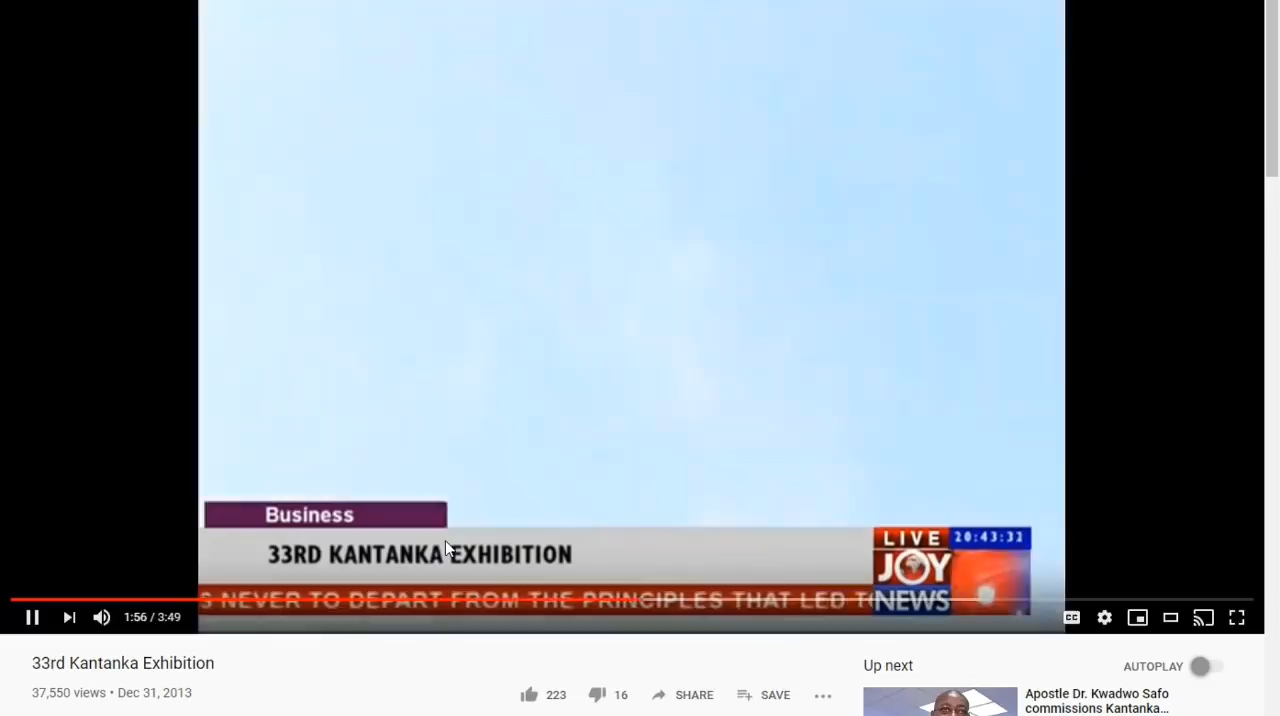 Business
33RD KANTANKA EXHIBITION
LIVE 20:43:32
JOY
NEWS
S NEVER TO DEPART FROM THE PRINCIPLES THAT LED
1:56 / 3:49
CC
33rd Kantanka Exhibition
37,550 views • Dec 31, 2013
223
16
SHARE
SAVE
Up next
AUTOPLAY
Apostle Dr. Kwadwo Safo
commissions Kantanka...